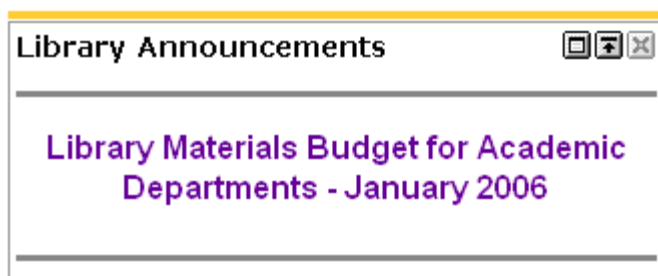 Library Announcements
Library Materials Budget for Academic
Departments - January 2006